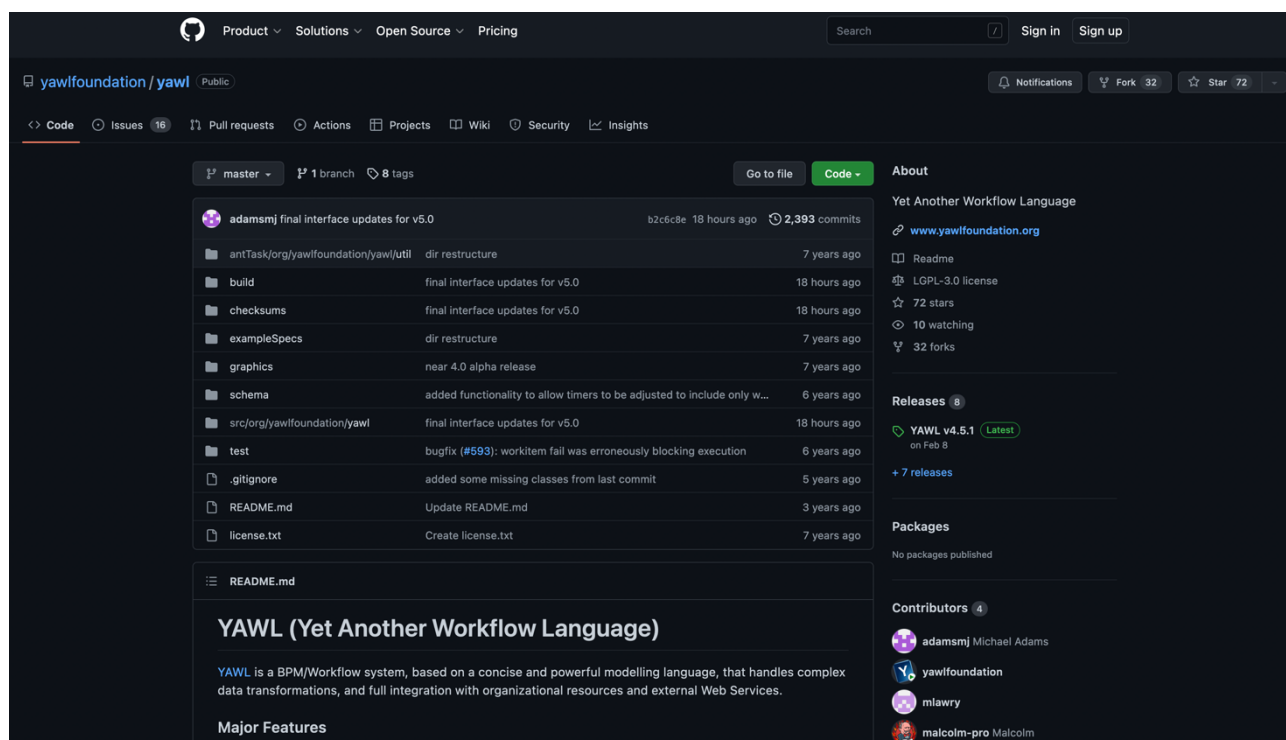 Product Solutions Open Source Pricing Search / Sign in Sign up
yawlfoundation / yawl Public Notifications Fork 32 Star 72
<> Code Issues 16 Pull requests Actions Projects Wiki Security Insights
master 1 branch 8 tags Go to file Code
adamsmj final interface updates for v5.0 b2c6c8e 18 hours ago 2,393 commits
antTask/org/yawlfoundation/yawl/util dir restructure 7 years ago
build final interface updates for v5.0 18 hours ago
checksums final interface updates for v5.0 18 hours ago
exampleSpecs dir restructure 7 years ago
graphics near 4.0 alpha release 7 years ago
schema added functionality to allow timers to be adjusted to include only w... 6 years ago
src/org/yawlfoundation/yawl final interface updates for v5.0 18 hours ago
test bugfix (#593): workitem fail was erroneously blocking execution 6 years ago
.gitignore added some missing classes from last commit 5 years ago
README.md Update README.md 3 years ago
license.txt Create license.txt 7 years ago
README.md
YAWL (Yet Another Workflow Language)
YAWL is a BPM/Workflow system, based on a concise and powerful modelling language, that handles complex
data transformations, and full integration with organizational resources and external Web Services.
Major Features
About
Yet Another Workflow Language
www.yawlfoundation.org
Readme
LGPL-3.0 license
72 stars
10 watching
32 forks
Releases 8
YAWL v4.5.1 Latest
on Feb 8
+ 7 releases
Packages
No packages published
Contributors 4
adamsmj Michael Adams
yawlfoundation
mlawry
malcolm-pro Malcolm